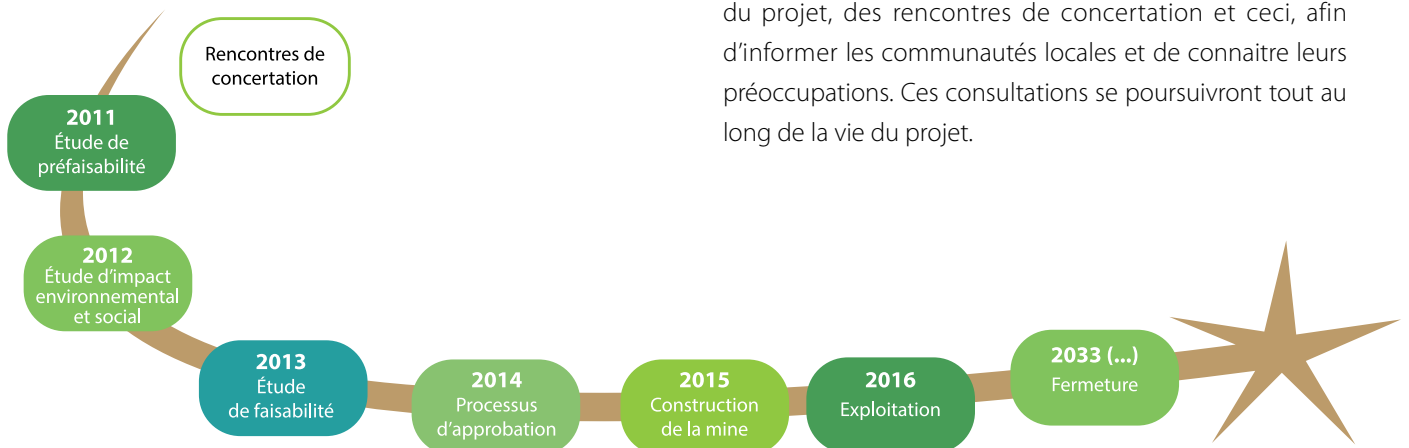 du projet, des rencontres de concertation et ceci, afin
d'informer les communautés locales et de connaitre leurs
préoccupations. Ces consultations se poursuivront tout au
long de la vie du projet.
Rencontres de
concertation
2011
Étude de
préfaisabilité
2012
Étude d'impact
environnemental
et social
2013
Étude
de faisabilité
2014
Processus
d'approbation
2015
Construction
de la mine
2016
Exploitation
2033 (...)
Fermeture